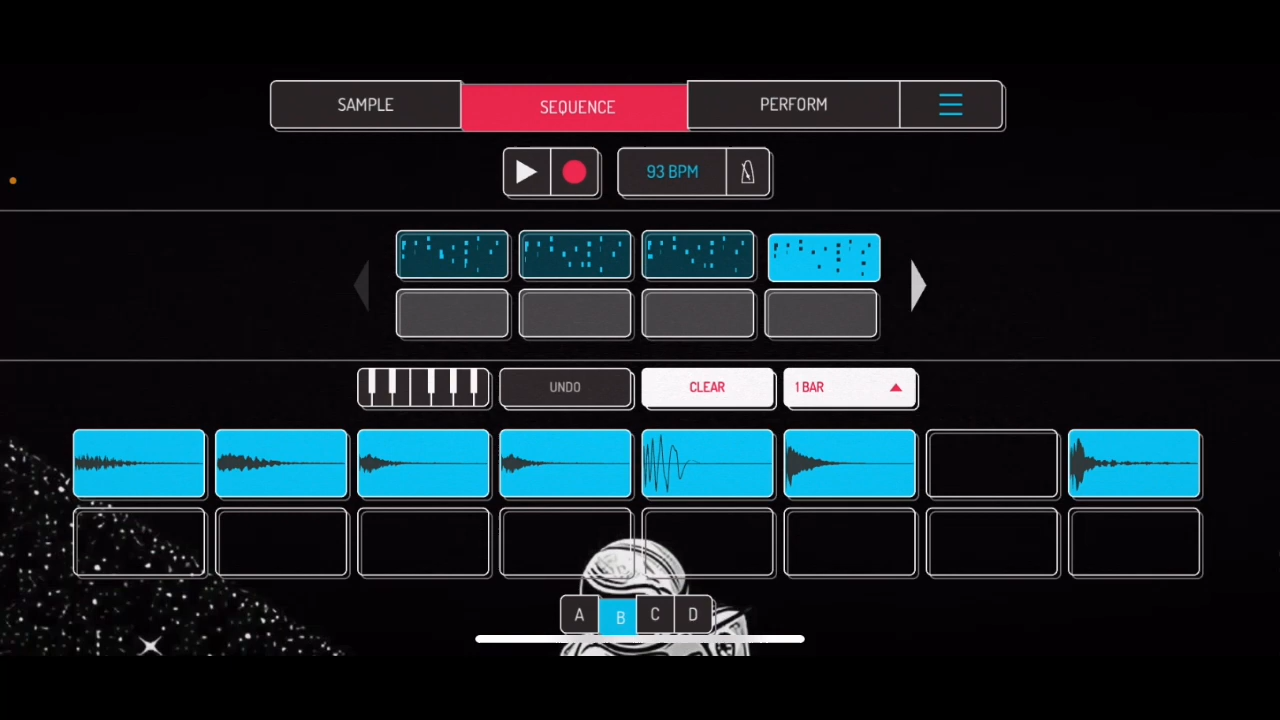 SAMPLE SEQUENCE PERFORM
93 BPM
UNDO CLEAR 1 BAR
A B C D